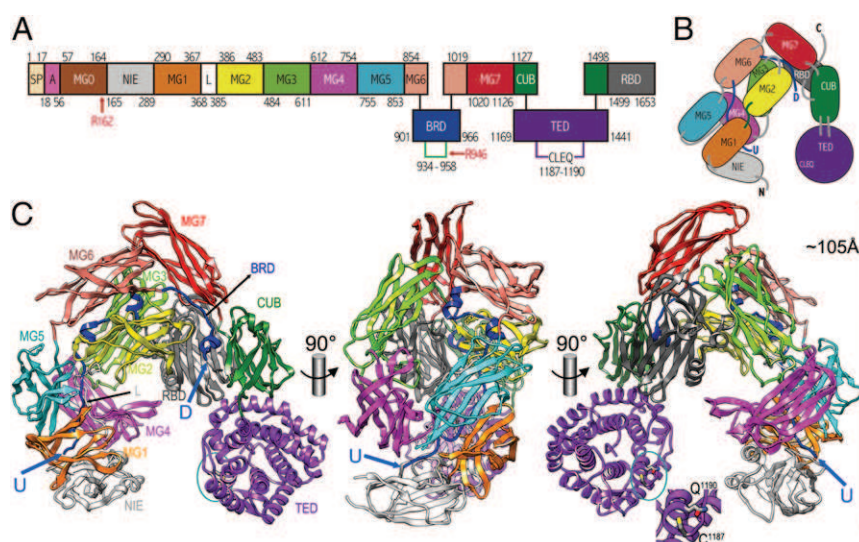 A
1 17 57 164 290 367 386 483 612 754 854 1019 1127 1498
SP A MG0 NIE MG1 L MG2 MG3 MG4 MG5 MG6 MG7 CUB RBD
18 56 165 289 368 385 484 611 755 853 1020 1126 1499 1653
R162
901 BRD 966 1169 TED 1441
934 - 958 R946 CLEQ
1187-1190
B
C
MG7
MG6
MG3
RBD
MG2
D
CUB
MG5
MG4
MG1
U
TED
CLEQ
NIE
N
C
MG7
MG6
MG3
BRD
CUB
MG5
MG2
L
RBD
D
MG4
MG1
U
NIE
TED
90°
U
90°
~105Å
U
Q1190
C1187